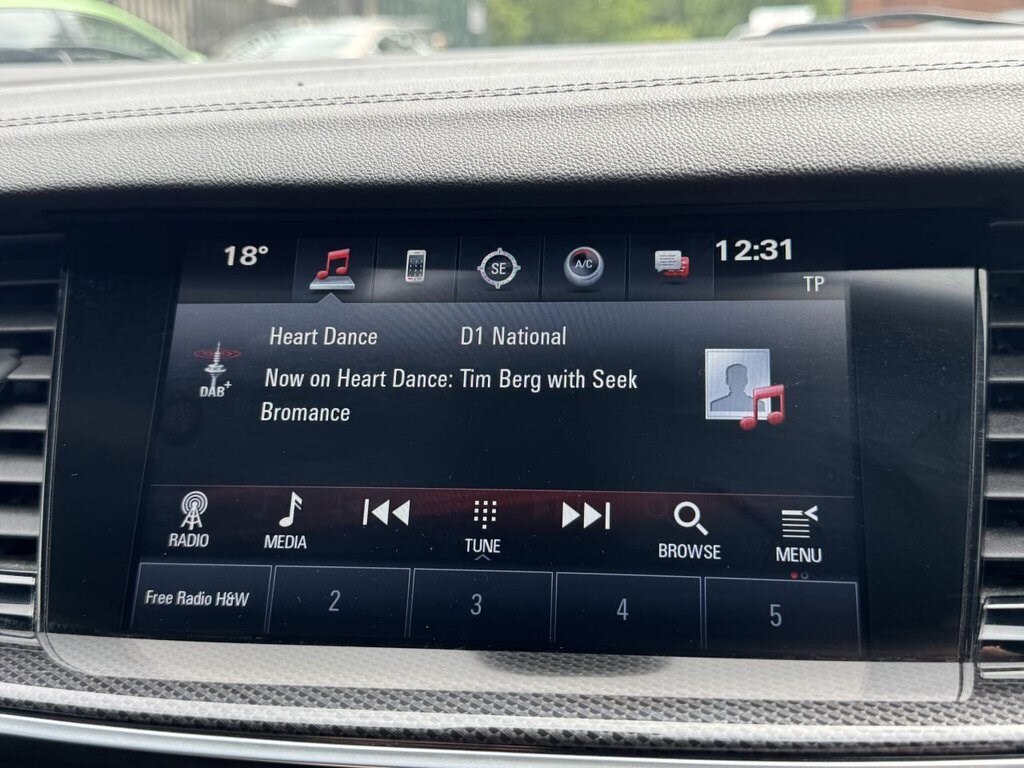 18° SE A/C 12:31
TP
Heart Dance D1 National
DAB+
Now on Heart Dance: Tim Berg with Seek
Bromance
RADIO MEDIA TUNE BROWSE MENU
Free Radio H&W 2 3 4 5